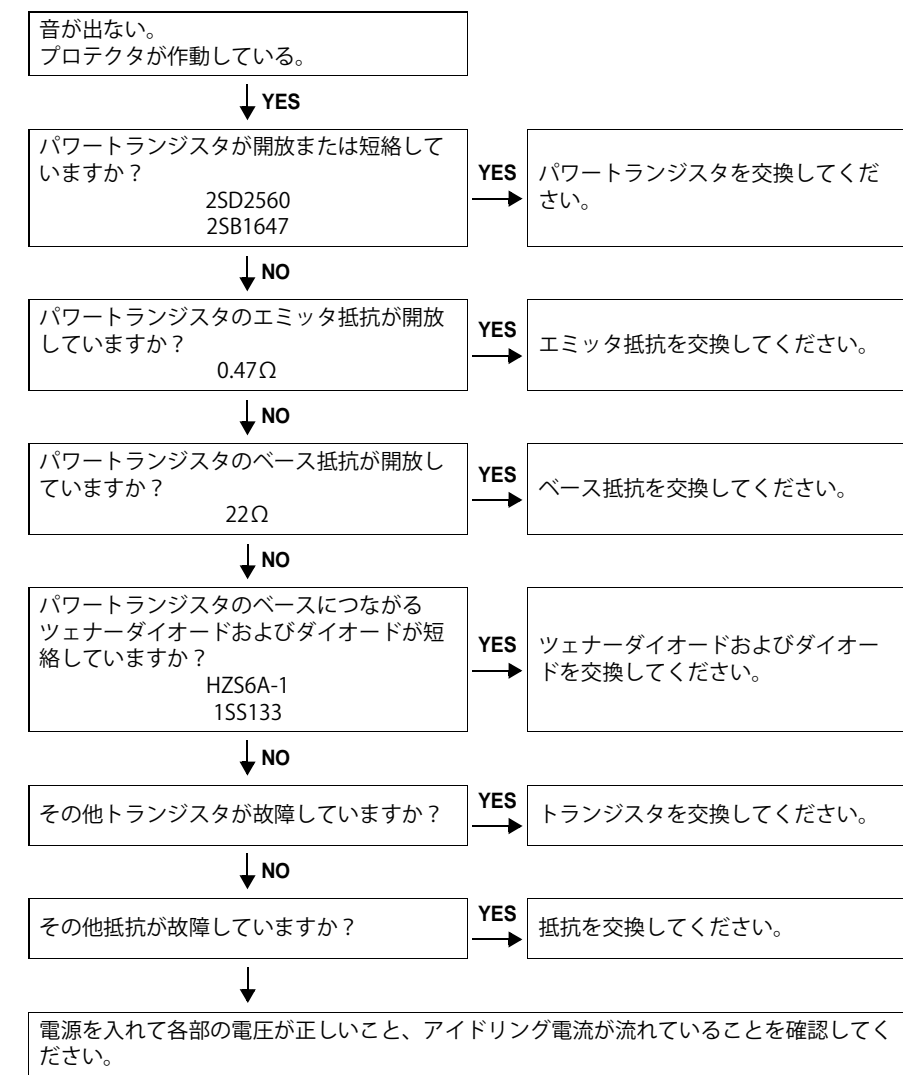 音が出ない。
プロテクタが作動している。
YES
パワートランジスタが開放または短絡して
いますか？
2SD2560
2SB1647
YES
パワートランジスタを交換してくだ
さい。
NO
パワートランジスタのエミッタ抵抗が開放
していますか？
0.47Ω
YES
エミッタ抵抗を交換してください。
NO
パワートランジスタのベース抵抗が開放し
ていますか？
22Ω
YES
ベース抵抗を交換してください。
NO
パワートランジスタのベースにつながる
ツェナーダイオードおよびダイオードが短
絡していますか？
HZS6A-1
1SS133
YES
ツェナーダイオードおよびダイオー
ドを交換してください。
NO
その他トランジスタが故障していますか？
YES
トランジスタを交換してください。
NO
その他抵抗が故障していますか？
YES
抵抗を交換してください。
電源を入れて各部の電圧が正しいこと、アイドリング電流が流れていることを確認してく
ださい。